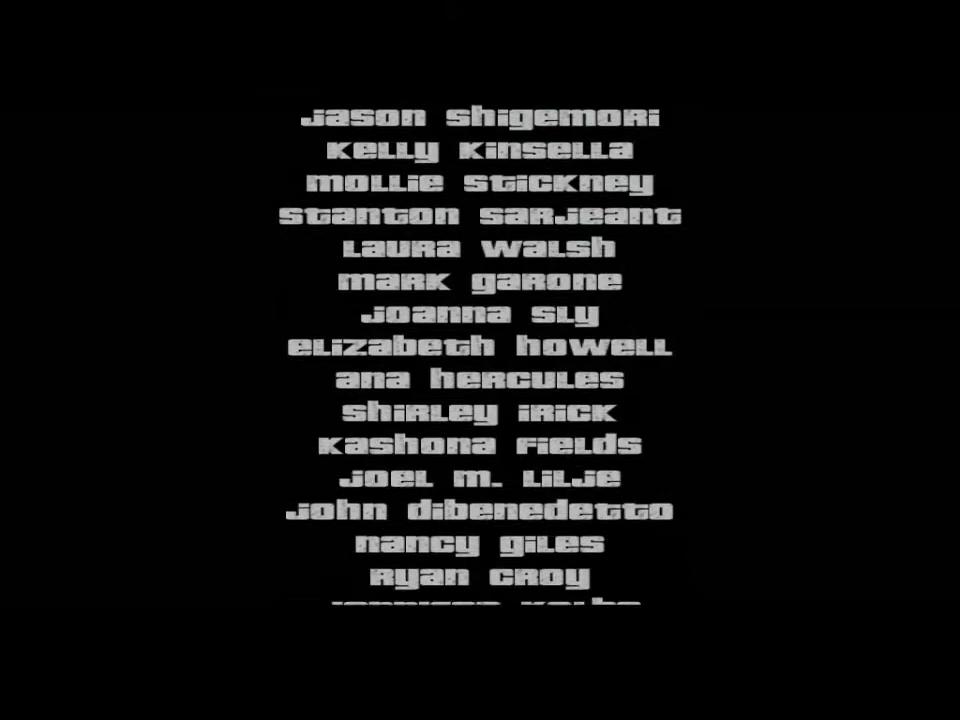 Jason Shigemori
Kelly Kinsella
Mollie Stickney
Stanton Sarjeant
Laura Walsh
Mark Garone
Joanna Sly
Elizabeth Howell
Ana Hercules
Shirley Irick
Kashona Fields
Joel M. Lilje
John DiBenedetto
Nancy Giles
Ryan Croy